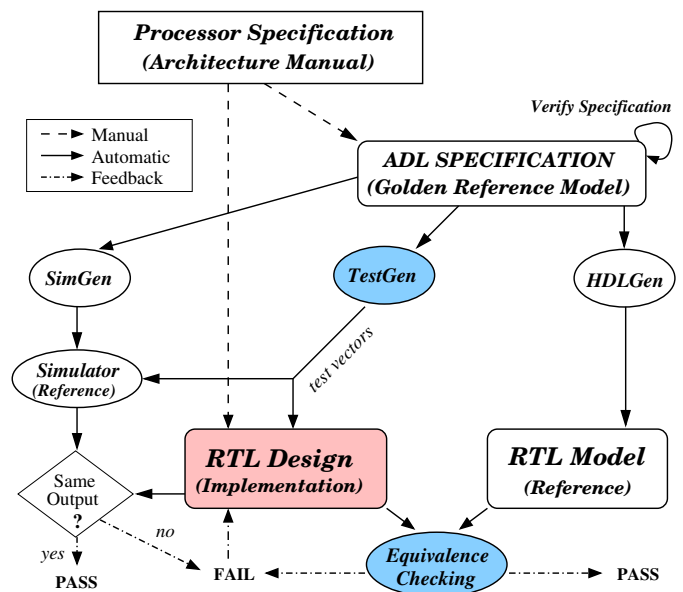 Processor Specification
(Architecture Manual)
Verify Specification
Manual
Automatic
Feedback
ADL SPECIFICATION
(Golden Reference Model)
SimGen
TestGen
HDLGen
test vectors
Simulator
(Reference)
RTL Design
(Implementation)
RTL Model
(Reference)
Same
Output
?
yes
no
PASS
FAIL
Equivalence
Checking
PASS